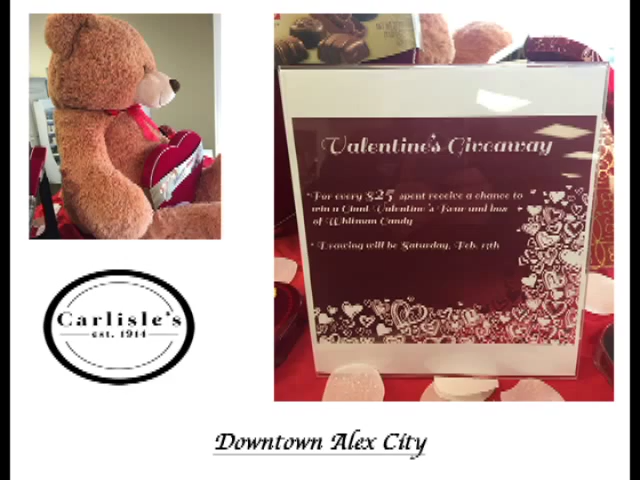 Valentine's Giveaway
*For every $25 spent receive a chance to
win a Giant Valentine's Bear and box
of Whitman Candy
* Drawing will be Saturday, Feb. 13th
Carlisle's
est. 1914
Downtown Alex City